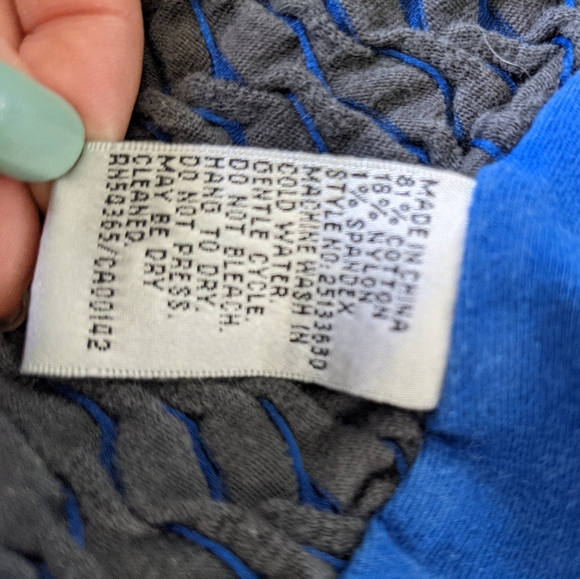 MADE IN CHINA
81% COTTON
18% NYLON
1% SPANDEX
STYLE NO: 25133630
MACHINE WASH IN
COLD WATER.
GENTLE CYCLE.
DO NOT BLEACH.
HANG TO DRY.
DO NOT PRESS.
MAY BE DRY
CLEANED.
RN50365/CA00142